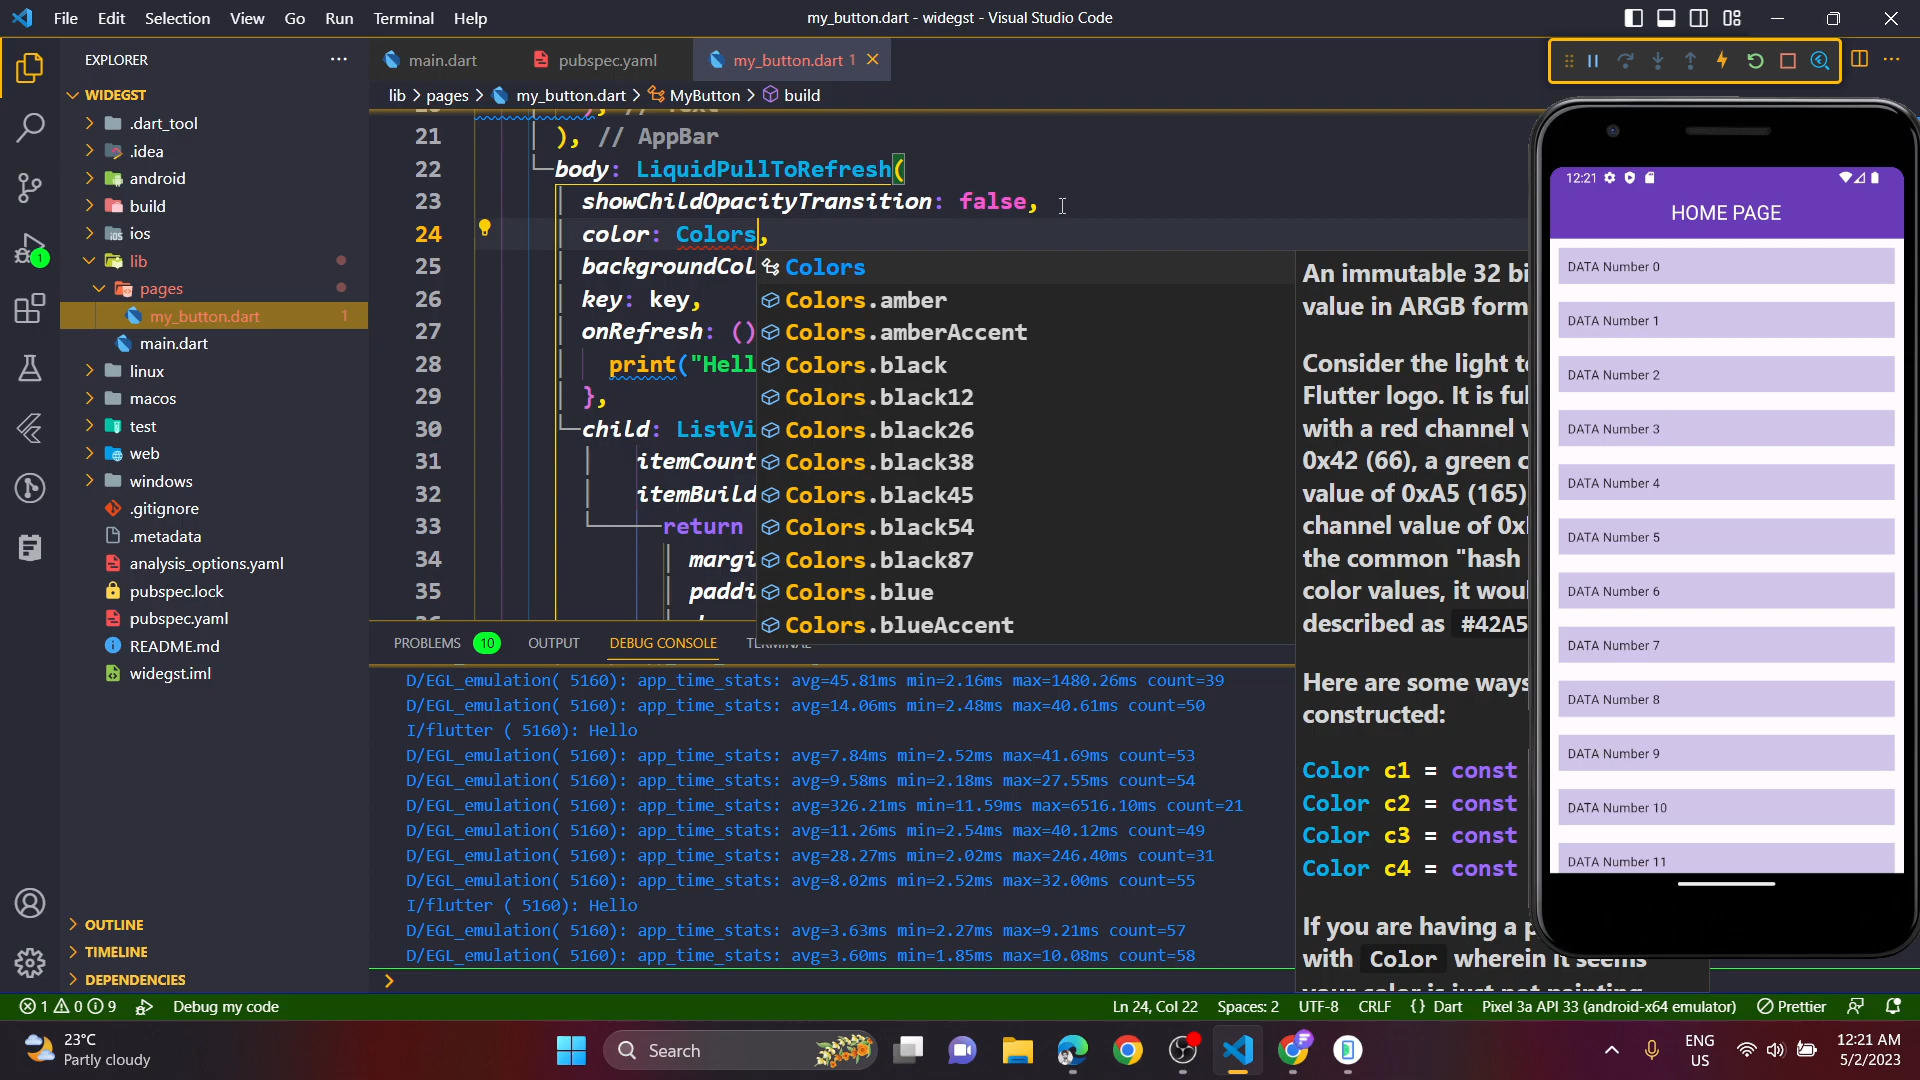 File Edit Selection View Go Run Terminal Help
my_button.dart - widegst - Visual Studio Code
EXPLORER
WIDEGST
.dart_tool
.idea
android
build
ios
lib
pages
my_button.dart 1
main.dart
linux
macos
test
web
windows
.gitignore
.metadata
analysis_options.yaml
pubspec.lock
pubspec.yaml
README.md
widegst.iml
OUTLINE
TIMELINE
DEPENDENCIES
main.dart pubspec.yaml my_button.dart 1
lib > pages > my_button.dart > MyButton > build
21 ), // AppBar
22 body: LiquidPullToRefresh(
23 showChildOpacityTransition: false,
24 color: Colors,
25 backgroundCol
26 key: key,
27 onRefresh: ()
28 print("Hell
29 },
30 child: ListVi
31 itemCount
32 itemBuild
33 return
34 margi
35 paddi
Colors
Colors.amber
Colors.amberAccent
Colors.black
Colors.black12
Colors.black26
Colors.black38
Colors.black45
Colors.black54
Colors.black87
Colors.blue
Colors.blueAccent
An immutable 32 bi
value in ARGB form
Consider the light t
Flutter logo. It is fu
with a red channel v
0x42 (66), a green c
value of 0xA5 (165)
channel value of 0x
the common "hash
color values, it wou
described as #42A5
Here are some ways
constructed:
Color c1 = const
Color c2 = const
Color c3 = const
Color c4 = const
If you are having a p
with Color wherein it seems
PROBLEMS 10 OUTPUT DEBUG CONSOLE TERMINAL
D/EGL_emulation( 5160): app_time_stats: avg=45.81ms min=2.16ms max=1480.26ms count=39
D/EGL_emulation( 5160): app_time_stats: avg=14.06ms min=2.48ms max=40.61ms count=50
I/flutter ( 5160): Hello
D/EGL_emulation( 5160): app_time_stats: avg=7.84ms min=2.52ms max=41.69ms count=53
D/EGL_emulation( 5160): app_time_stats: avg=9.58ms min=2.18ms max=27.55ms count=54
D/EGL_emulation( 5160): app_time_stats: avg=326.21ms min=11.59ms max=6516.10ms count=21
D/EGL_emulation( 5160): app_time_stats: avg=11.26ms min=2.54ms max=40.12ms count=49
D/EGL_emulation( 5160): app_time_stats: avg=28.27ms min=2.02ms max=246.40ms count=31
D/EGL_emulation( 5160): app_time_stats: avg=8.02ms min=2.52ms max=32.00ms count=55
I/flutter ( 5160): Hello
D/EGL_emulation( 5160): app_time_stats: avg=3.63ms min=2.27ms max=9.21ms count=57
D/EGL_emulation( 5160): app_time_stats: avg=3.60ms min=1.85ms max=10.08ms count=58
12:21
HOME PAGE
DATA Number 0
DATA Number 1
DATA Number 2
DATA Number 3
DATA Number 4
DATA Number 5
DATA Number 6
DATA Number 7
DATA Number 8
DATA Number 9
DATA Number 10
DATA Number 11
1 0 9 Debug my code
Ln 24, Col 22 Spaces: 2 UTF-8 CRLF {} Dart Pixel 3a API 33 (android-x64 emulator) Prettier
23°C
Partly cloudy
Search
ENG
US
12:21 AM
5/2/2023